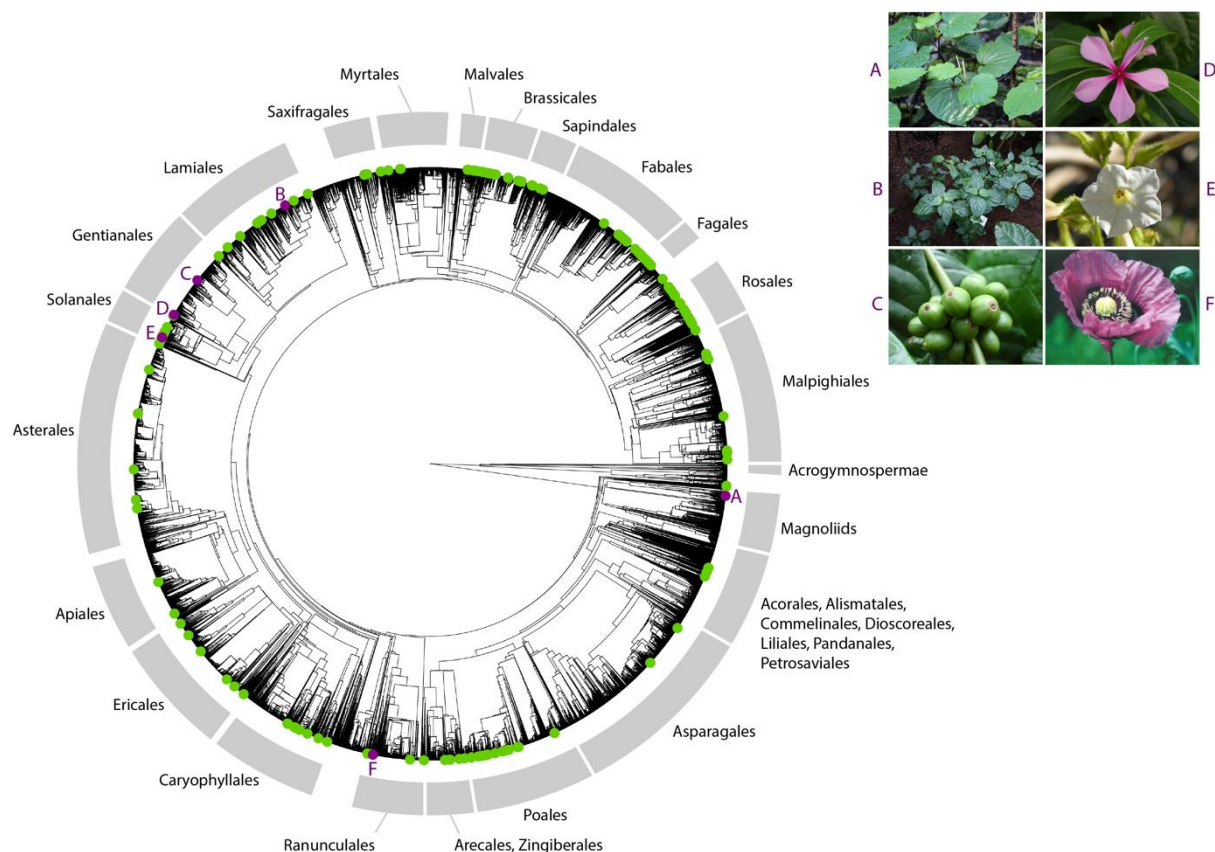 Myrtales
Malvales
Brassicales
Saxifragales
Sapindales
Lamiales
Fabales
Gentianales
Fagales
Solanales
Rosales
Malpighiales
Asterales
Acrogymnospermae
Magnoliids
Acorales, Alismatales,
Commelinales, Dioscoreales,
Liliales, Pandanales,
Petrosaviales
Apiales
Ericales
Asparagales
Caryophyllales
Poales
Ranunculales
Arecales, Zingiberales
B
C
D
E
A
F
A
D
B
E
C
F